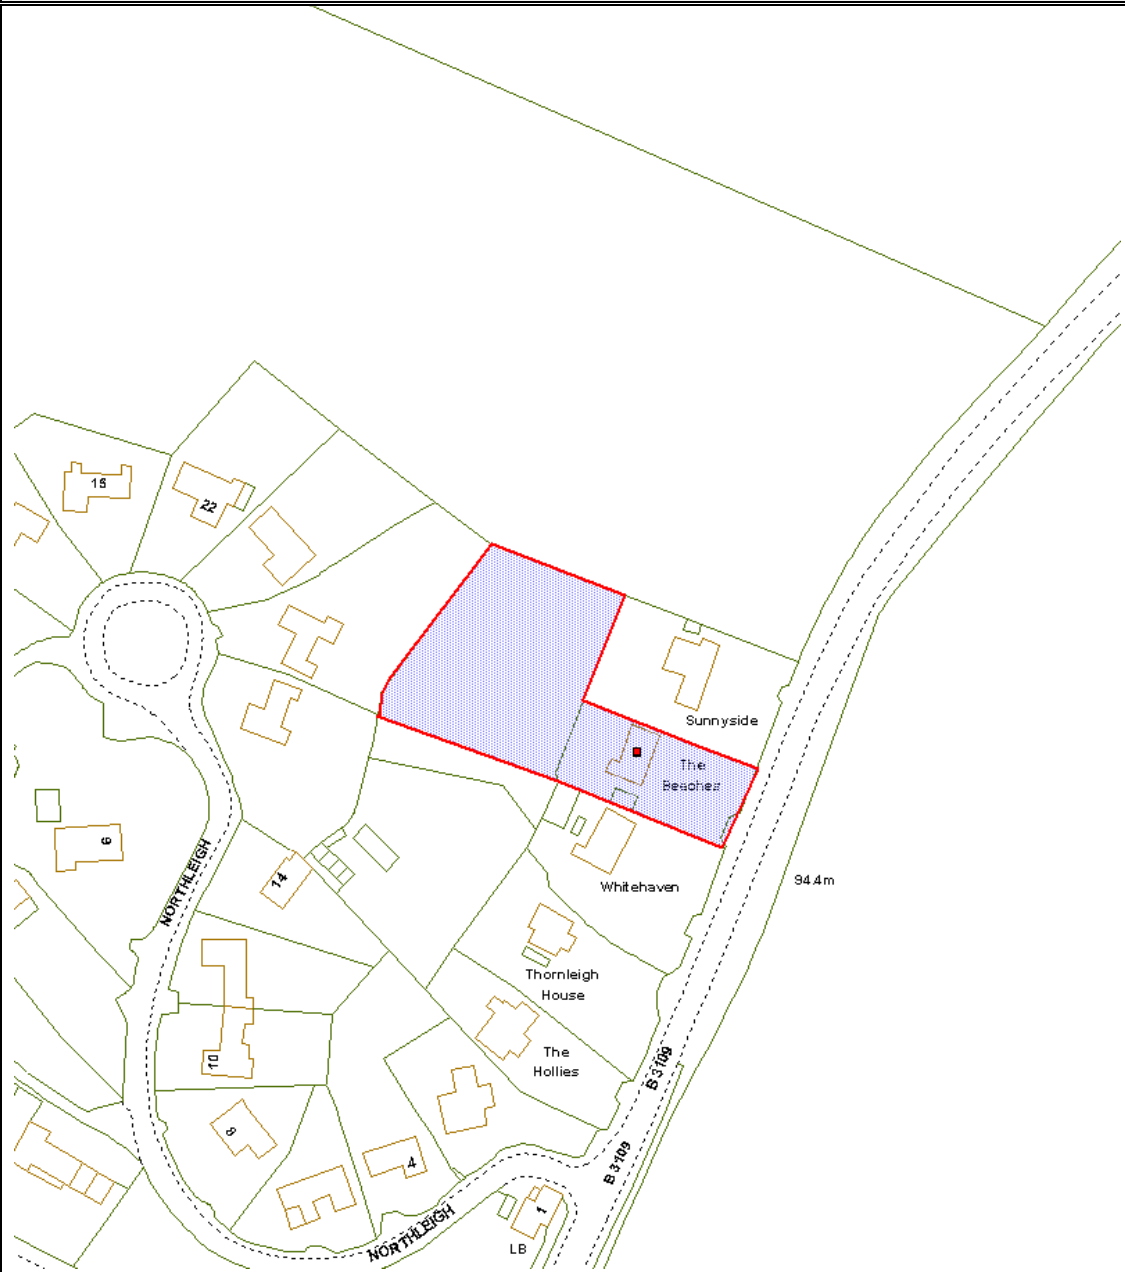 15
22
Sunnyside
The
Beaches
6
NORTHLEIGH
14
Whitehaven
94.4m
Thornleigh
House
10
The
Hollies
B 3109
8
4
B 3109
1
NORTHLEIGH
LB